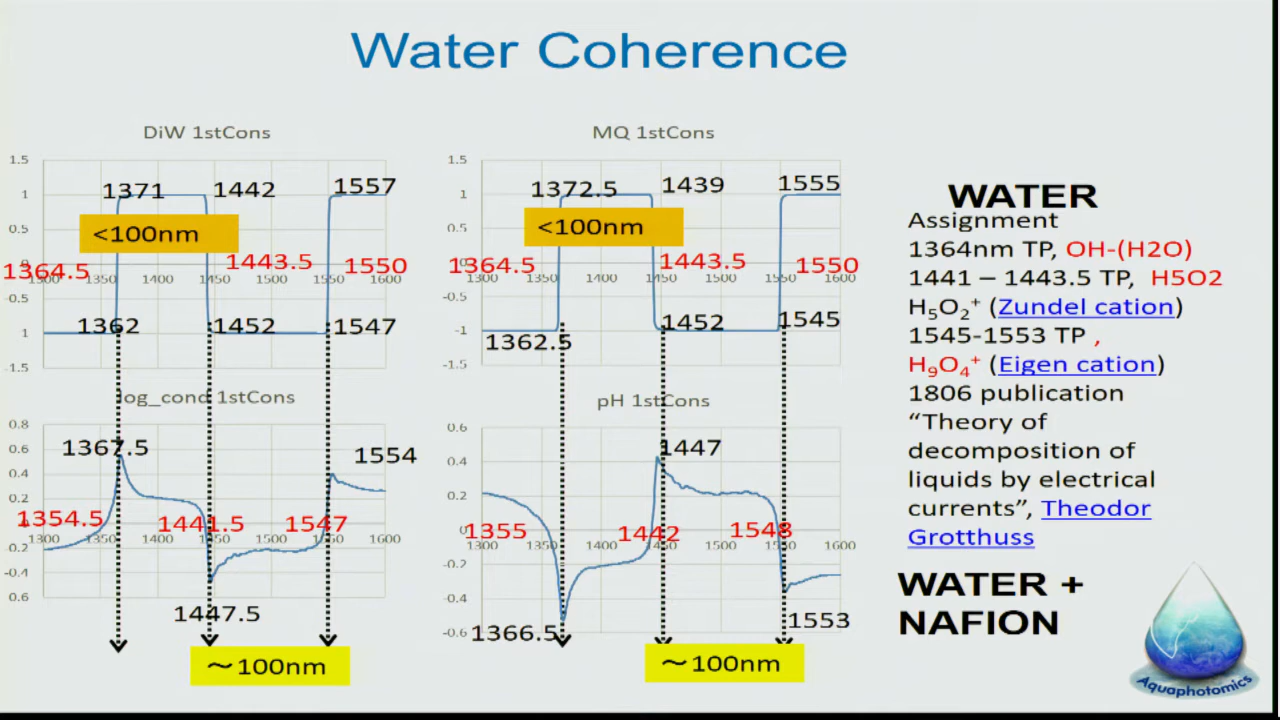 Water Coherence
DiW 1stCons
1.5
1
0.5
0
-0.5
1
-1.5
1371
1442
1557
<100nm
1364.5
1443.5
1550
1300 1350 1400 1450 1500 1550 1600
1362
1452
1547
MQ 1stCons
1.5
1
0.5
-0.5
-1
-1.5
1372.5
1439
1555
<100nm
1364.5
1443.5
1550
1300 1350 1400 1450 1500 1550 1600
1362.5
1452
1545
log_cond 1stCons
0.8
0.6
0.4
0.2
0
-0.2
-0.4
0.6
1367.5
1554
1354.5
1441.5
1547
1300 1350 1400 1450 1500 1550 1600
1447.5
~100nm
pH 1stCons
0.6
0.4
0.2
0
-0.2
-0.4
-0.6
1447
1355
1442
1548
1300 1350 1400 1450 1500 1550 1600
1366.5
1553
~100nm
WATER
Assignment
1364nm TP, OH-(H2O)
1441 – 1443.5 TP, H5O2
H₅O₂⁺ (Zundel cation)
1545-1553 TP ,
H₉O₄⁺ (Eigen cation)
1806 publication
“Theory of
decomposition of
liquids by electrical
currents”, Theodor
Grotthuss
WATER +
NAFION
Aquaphotomics